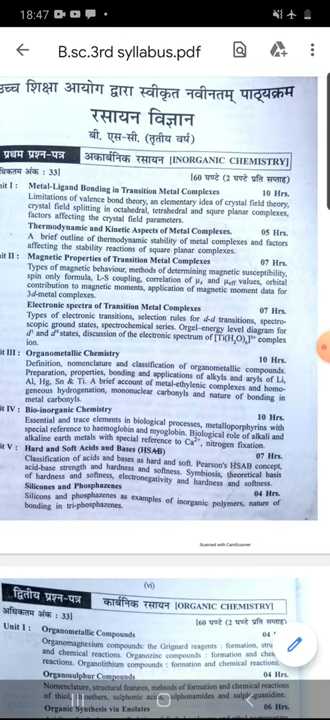 18:47
B.sc.3rd syllabus.pdf
उच्च शिक्षा आयोग द्वारा स्वीकृत नवीनतम् पाठ्यक्रम
रसायन विज्ञान
बी. एस-सी. (तृतीय वर्ष)
प्रथम प्रश्न-पत्र अकार्बनिक रसायन [INORGANIC CHEMISTRY]
धिकतम अंक : 33] [60 घण्टे (2 घण्टे प्रति सप्ताह)
nit I : Metal-Ligand Bonding in Transition Metal Complexes 10 Hrs.
Limitations of valence bond theory, an elementary idea of crystal field theory,
crystal field splitting in octahedral, tetrahedral and squre planar complexes,
factors affecting the crystal field parameters.
Thermodynamic and Kinetic Aspects of Metal Complexes. 05 Hrs.
A brief outline of thermodynamic stability of metal complexes and factors
affecting the stability reactions of square planar complexes.
nit II : Magnetic Properties of Transition Metal Complexes 07 Hrs.
Types of magnetic behaviour, methods of determining magnetic susceptibility,
spin only formula, L-S coupling, correlation of μs and μeff values, orbital
contribution to magnetic moments, application of magnetic moment data for
3d-metal complexes.
Electronic spectra of Transition Metal Complexes 07 Hrs.
Types of electronic transitions, selection rules for d-d transitions, spectro-
scopic ground states, spectrochemical series. Orgel-energy level diagram for
d¹ and d⁹ states, discussion of the electronic spectrum of [Ti(H₂O)₆]³⁺ complex
ion.
it III : Organometallic Chemistry 10 Hrs.
Definition, nomenclature and classification of organometallic compounds.
Preparation, properties, bonding and applications of alkyls and aryls of Li,
Al, Hg, Sn & Ti. A brief account of metal-ethylenic complexes and homo-
geneous hydrogenation, mononuclear carbonyls and nature of bonding in
metal carbonyls.
it IV : Bio-inorganic Chemistry 10 Hrs.
Essential and trace elements in biological processes, metalloporphyrins with
special reference to haemoglobin and myoglobin. Biological role of alkali and
alkaline earth metals with special reference to Ca²⁺, nitrogen fixation.
it V : Hard and Soft Acids and Bases (HSAB) 07 Hrs.
Classification of acids and bases as hard and soft. Pearson's HSAB concept,
acid-base strength and hardness and softness. Symbiosis, theoretical basis
of hardness and softness, electronegativity and hardness and softness.
Silicones and Phosphazenes 04 Hrs.
Silicons and phosphazenes as examples of inorganic polymers, nature of
bonding in tri-phosphazenes.
Scanned with CamScanner
(vi)
द्वितीय प्रश्न-पत्र कार्बनिक रसायन [ORGANIC CHEMISTRY]
अधिकतम अंक : 33] [60 घण्टे (2 घण्टे प्रति सप्ताह)
Unit I : Organometallic Compounds 04
Organomagnesium compounds: the Grignard reagents : formation, stru
and chemical reactions. Organozinc compounds : formation and chem
reactions. Organolithium compounds : formation and chemical reactions.
Organosulphur Compounds 04 Hrs.
Nomenclature, structural features, methods of formation and chemical reactions
of thiol, sulphonamides and sulphaguanidine.
Organic Synthesis via Enolates 06 Hrs.